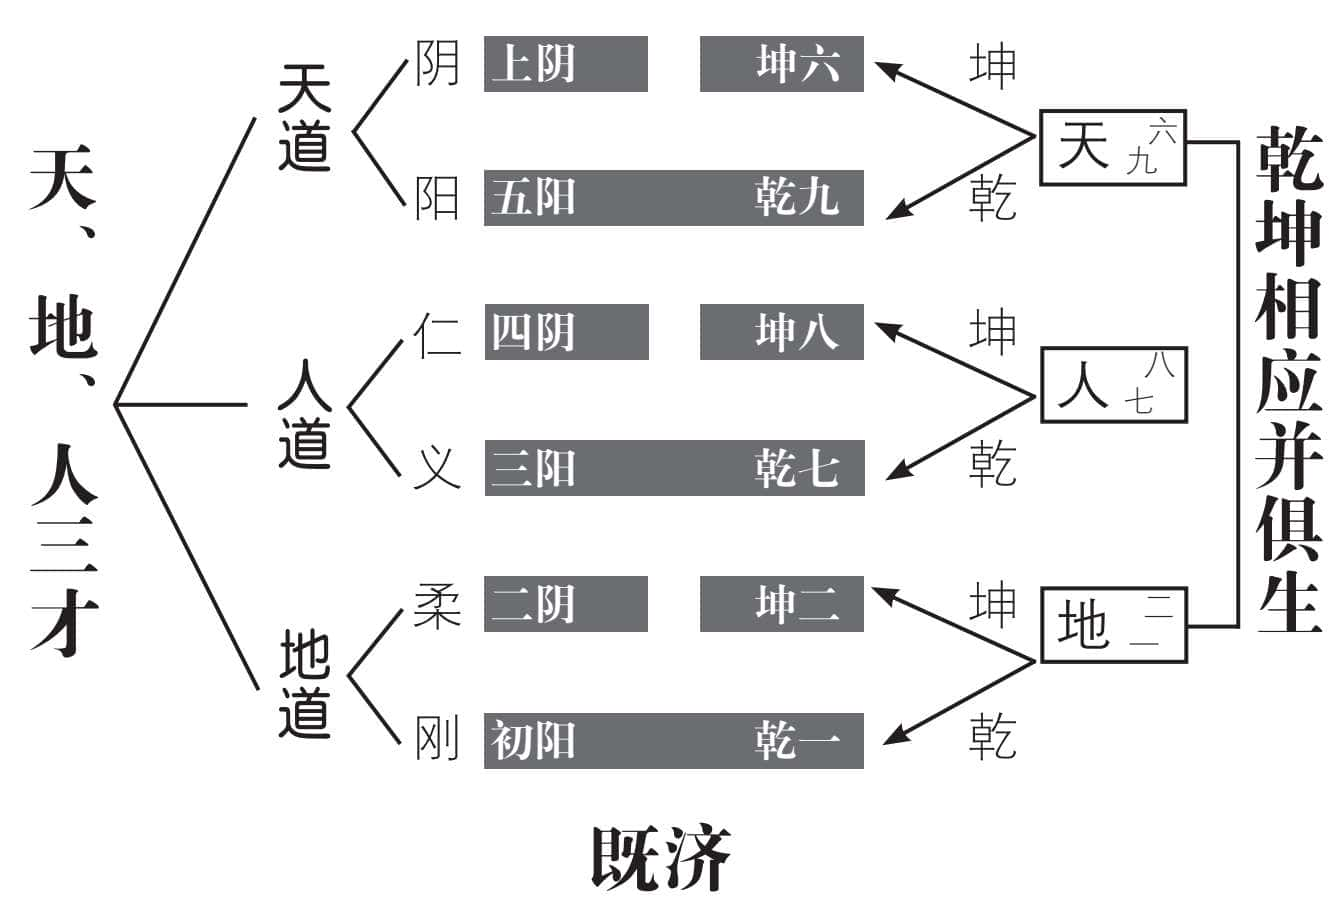 天、地、人三才
天道
人道
地道
阴
阳
仁
义
柔
刚
上阴 坤六
五阳 乾九
四阴 坤八
三阳 乾七
二阴 坤二
初阳 乾一
坤
乾
坤
乾
坤
乾
天 六九
人 八七
地 二一
乾坤相应并俱生
既济